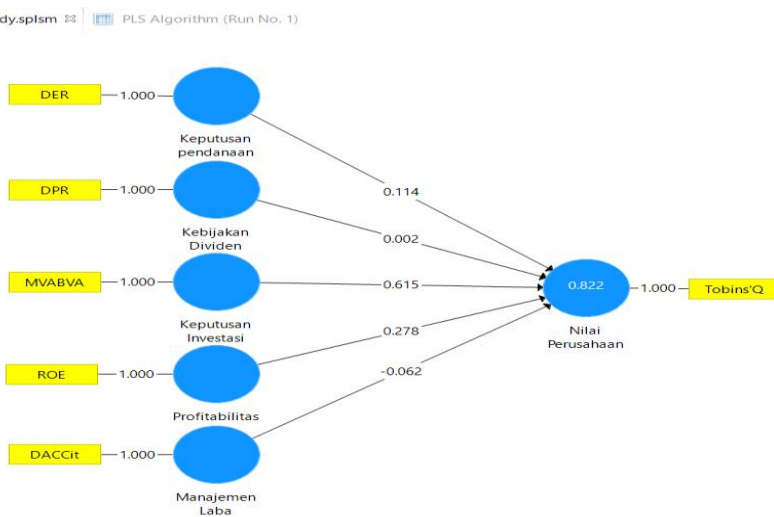 dy.splsm PLS Algorithm (Run No. 1)
DER 1.000
Keputusan
pendanaan
0.114
DPR 1.000
Kebijakan
Dividen
0.002
MVABVA 1.000
0.615
0.822
1.000 Tobins'Q
Keputusan
Investasi
Nilai
Perusahaan
0.278
ROE 1.000
-0.062
Profitabilitas
DACCit 1.000
Manajemen
Laba